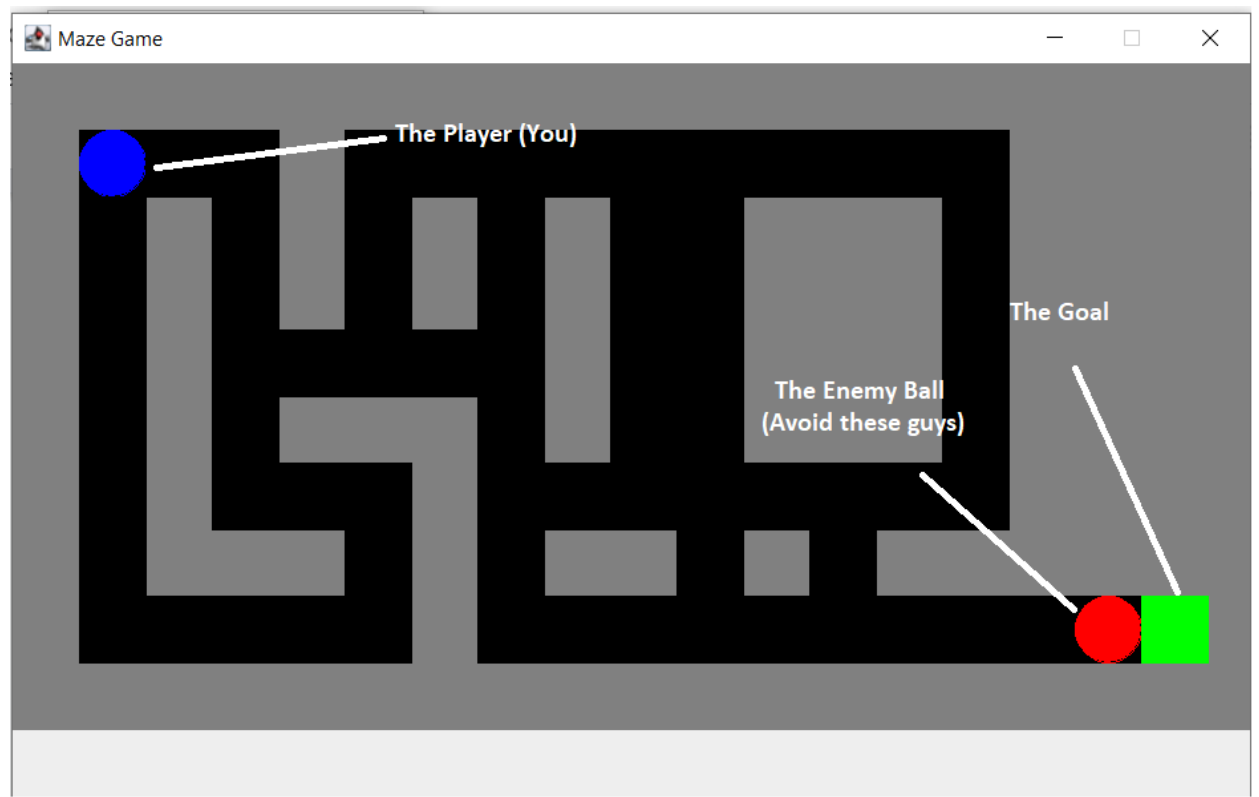 Maze Game
The Player (You)
The Goal
The Enemy Ball
(Avoid these guys)